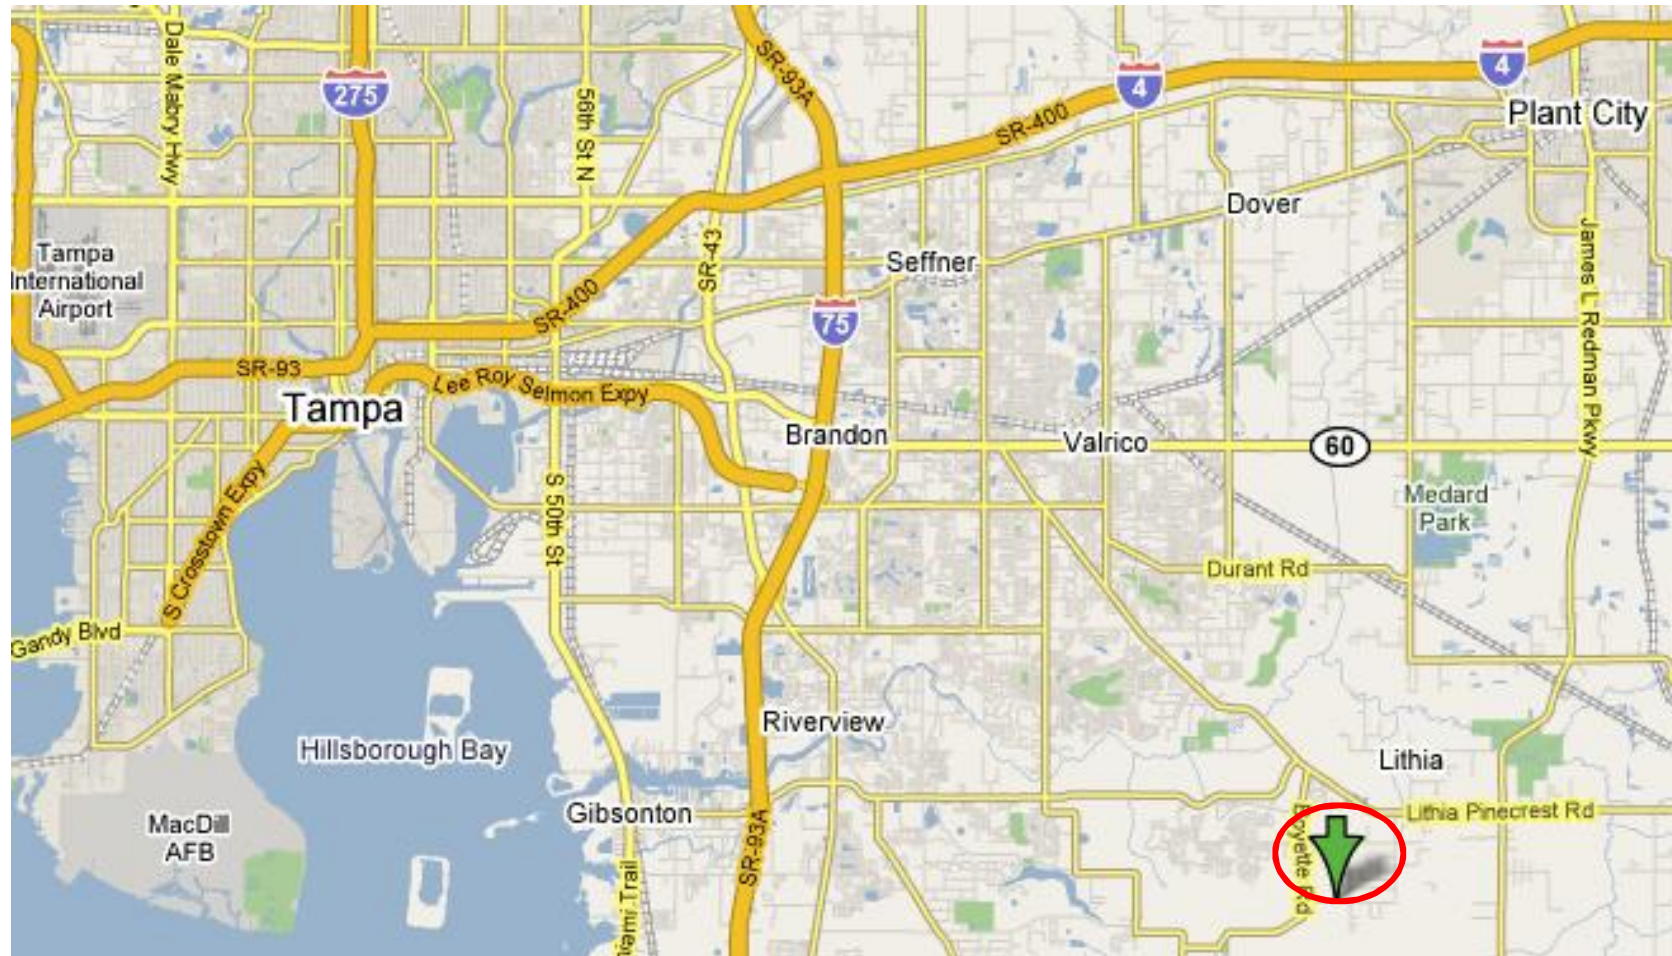 Dale Mabry Hwy
275
SR-93A
56th St N
4
4
SR-400
Plant City
Dover
Tampa
International
Airport
SR-43
Seffner
James L Redman Pkwy
SR-400
75
SR-93
Lee Roy Selmon Expy
Tampa
Brandon
Valrico
60
S Crosstown Expy
S 50th St
Medard
Park
Durant Rd
Gandy Blvd
Riverview
Hillsborough Bay
Lithia
Gibsonton
Lithia Pinecrest Rd
MacDill
AFB
SR-93A
Boyette Rd
Trail